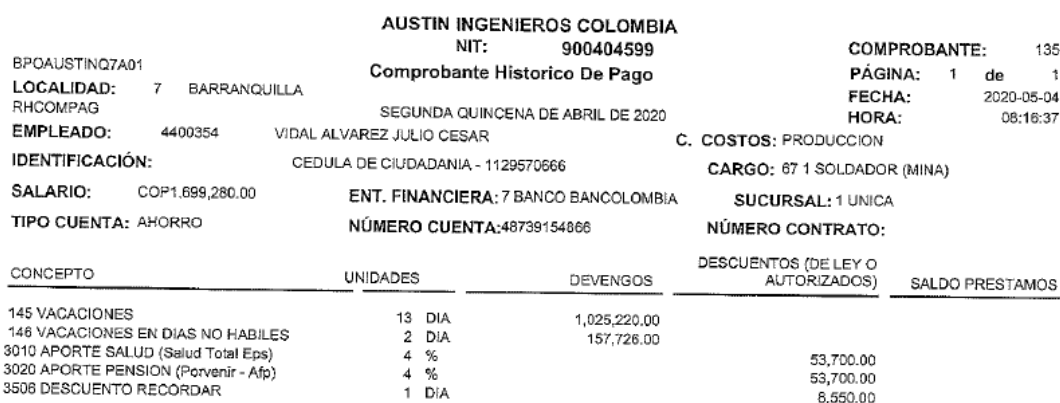 AUSTIN INGENIEROS COLOMBIA
NIT: 900404599
COMPROBANTE: 135
BPOAUSTINQ7A01
Comprobante Historico De Pago
PÁGINA: 1 de 1
LOCALIDAD: 7 BARRANQUILLA
FECHA: 2020-05-04
RHCOMPAG
SEGUNDA QUINCENA DE ABRIL DE 2020
HORA: 08:16:37
EMPLEADO: 4400354 VIDAL ALVAREZ JULIO CESAR
C. COSTOS: PRODUCCION
IDENTIFICACIÓN: CEDULA DE CIUDADANIA - 1129570666
CARGO: 67 1 SOLDADOR (MINA)
SALARIO: COP1,699,280.00 ENT. FINANCIERA: 7 BANCO BANCOLOMBIA SUCURSAL: 1 UNICA
TIPO CUENTA: AHORRO NÚMERO CUENTA:48739154866 NÚMERO CONTRATO:
CONCEPTO UNIDADES DEVENGOS DESCUENTOS (DE LEY O
AUTORIZADOS) SALDO PRESTAMOS
145 VACACIONES 13 DIA 1,025,220.00
146 VACACIONES EN DIAS NO HABILES 2 DIA 157,726.00
3010 APORTE SALUD (Salud Total Eps) 4 % 53,700.00
3020 APORTE PENSION (Porvenir - Afp) 4 % 53,700.00
3506 DESCUENTO RECORDAR 1 DIA 8,550.00